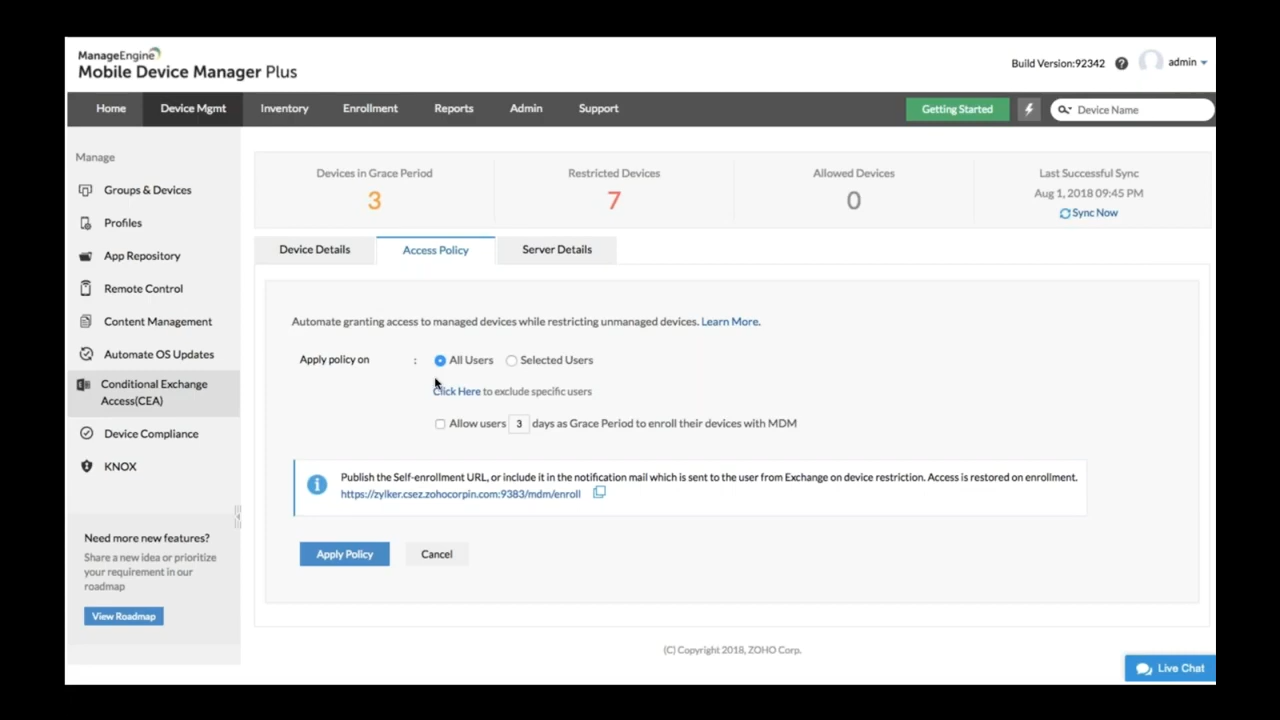 ManageEngine
Mobile Device Manager Plus
Build Version:92342 ? admin
Home Device Mgmt Inventory Enrollment Reports Admin Support Getting Started Device Name
Manage
Groups & Devices
Profiles
App Repository
Remote Control
Content Management
Automate OS Updates
Conditional Exchange
Access(CEA)
Device Compliance
KNOX
Need more new features?
Share a new idea or prioritize
your requirement in our
roadmap
View Roadmap
Devices in Grace Period
3
Restricted Devices
7
Allowed Devices
0
Last Successful Sync
Aug 1, 2018 09:45 PM
Sync Now
Device Details Access Policy Server Details
Automate granting access to managed devices while restricting unmanaged devices. Learn More.
Apply policy on : All Users Selected Users
Click Here to exclude specific users
Allow users 3 days as Grace Period to enroll their devices with MDM
Publish the Self-enrollment URL, or include it in the notification mail which is sent to the user from Exchange on device restriction. Access is restored on enrollment.
https://zylker.csez.zohocorpin.com:9383/mdm/enroll
Apply Policy Cancel
(C) Copyright 2018, ZOHO Corp.
Live Chat